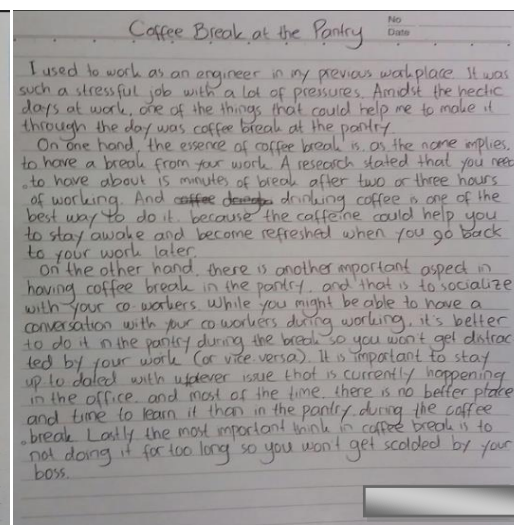 Coffee Break at the Pantry
No
Date
I used to work as an engineer in my previous workplace. It was
such a stressful job with a lot of pressures. Amidst the hectic
days at work, one of the things that could help me to make it
through the day was coffee break at the pantry.
On one hand, the essence of coffee break is, as the name implies,
to have a break from your work. A research stated that you need
to have about 15 minutes of break after two or three hours
of working. And drinking coffee is one of the
best way to do it, because the caffeine could help you
to stay awake and become refreshed when you go back
to your work later.
On the other hand, there is another important aspect in
having coffee break in the pantry, and that is to socialize
with your co-workers. While you might be able to have a
conversation with your co workers during working, it's better
to do it in the pantry during the break so you won't get distrac
ted by your work (or vice versa). It is important to stay
up to dated with issue that is currently happening
in the office, and most of the time, there is no better place
and time to learn it than in the pantry, during the coffee
break. Lastly the most important think in coffee break is to
not doing it for too long so you won't get scolded by your
boss.